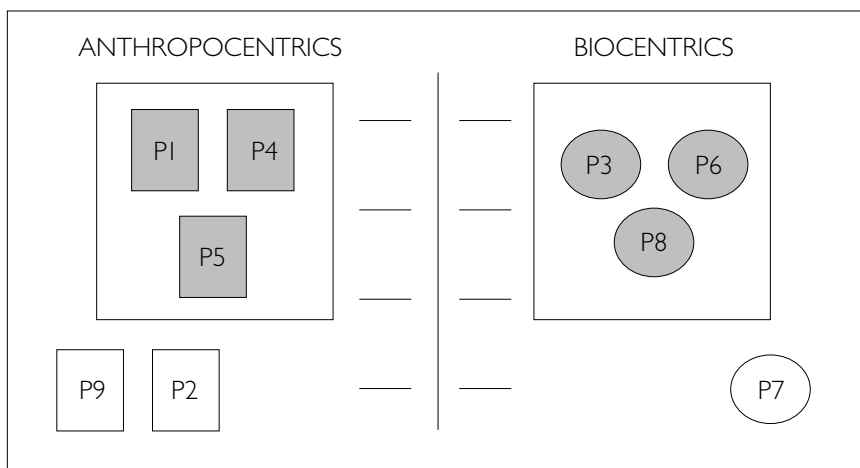 ANTHROPOCENTRICS BIOCENTRICS
P1 P4 P3 P6
P5 P8
P9 P2 P7